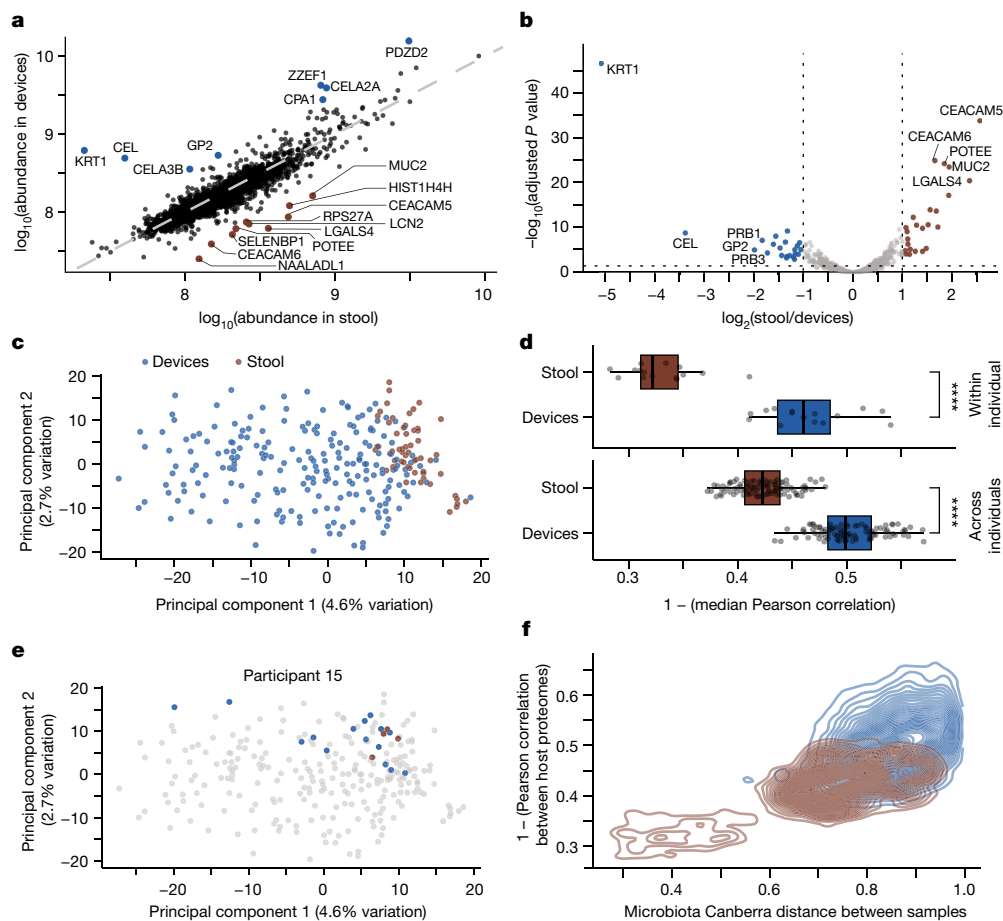 a
log10(abundance in devices)
10
9
8
PDZD2
ZZEF1
CELA2A
CPA1
GP2
CEL
KRT1
CELA3B
MUC2
HIST1H4H
CEACAM5
RPS27A
LCN2
LGALS4
SELENBP1
POTEE
CEACAM6
NAALADL1
8
9
10
log10(abundance in stool)
b
–log10(adjusted P value)
40
30
20
10
0
KRT1
CEACAM5
CEACAM6
POTEE
MUC2
LGALS4
PRB1
CEL
GP2
PRB3
−5
−4
−3
−2
−1
0
1
2
log2(stool/devices)
c
Devices
Stool
Principal component 2
(2.7% variation)
20
10
0
−10
−20
−20
−10
0
10
20
Principal component 1 (4.6% variation)
d
Stool
Devices
****
Within
individual
Stool
Devices
****
Across
individuals
0.3
0.4
0.5
1 – (median Pearson correlation)
e
Participant 15
Principal component 2
(2.7% variation)
20
10
0
−10
−20
−20
−10
0
10
20
Principal component 1 (4.6% variation)
f
1 – (Pearson correlation
between host proteomes)
0.6
0.5
0.4
0.3
0.4
0.6
0.8
1.0
Microbiota Canberra distance between samples